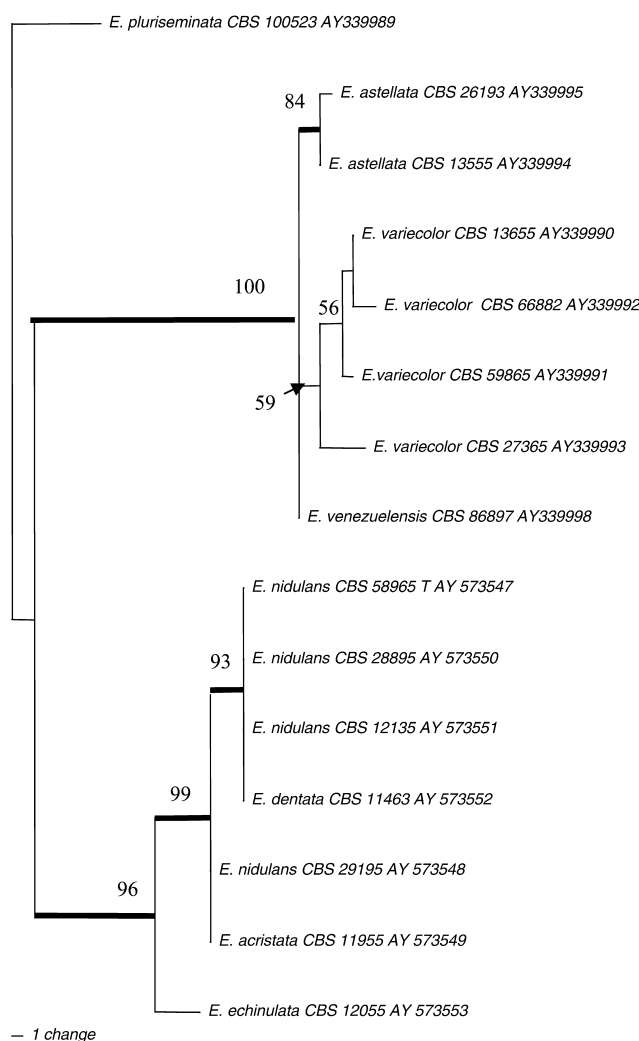 E. pluriseminata CBS 100523 AY339989
84
E. astellata CBS 26193 AY339995
E. astellata CBS 13555 AY339994
E. variecolor CBS 13655 AY339990
100
56
E. variecolor CBS 66882 AY339992
E.variecolor CBS 59865 AY339991
59
E. variecolor CBS 27365 AY339993
E. venezuelensis CBS 86897 AY339998
E. nidulans CBS 58965 T AY 573547
93
E. nidulans CBS 28895 AY 573550
E. nidulans CBS 12135 AY 573551
99
E. dentata CBS 11463 AY 573552
E. nidulans CBS 29195 AY 573548
96
E. acristata CBS 11955 AY 573549
E. echinulata CBS 12055 AY 573553
1 change